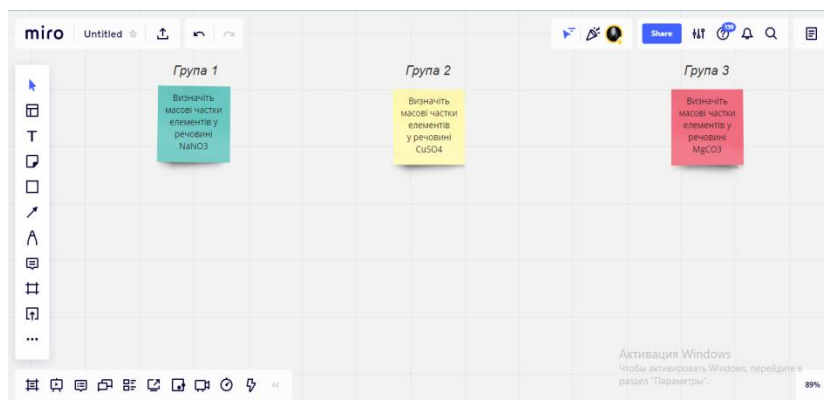 miro
Untitled
Share
Група 1
Визначіть
масові частки
елементів у
речовині
NaNO3
Група 2
Визначіть
масові частки
елементів
у речовині
CuSO4
Група 3
Визначіть
масові частки
елементів у
речовині
MgCO3
Активация Windows
Чтобы активировать Windows, перейдите в
раздел "Параметры".
89%